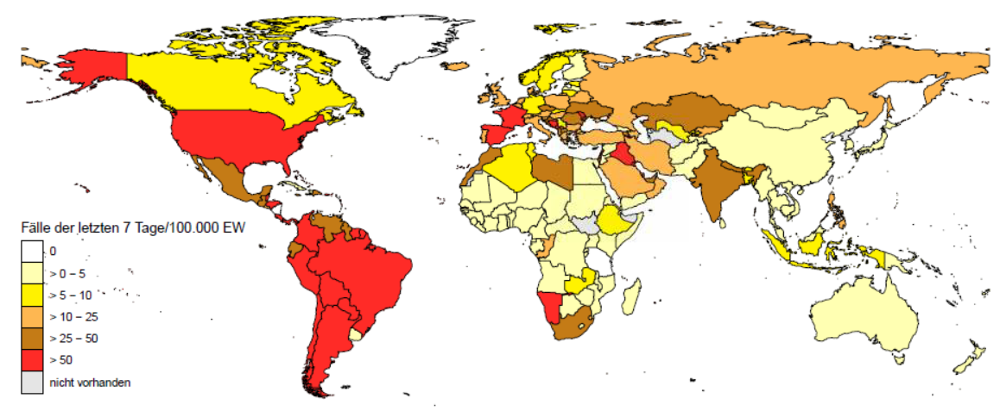 Fälle der letzten 7 Tage/100.000 EW
0
> 0 – 5
> 5 – 10
> 10 – 25
> 25 – 50
> 50
nicht vorhanden